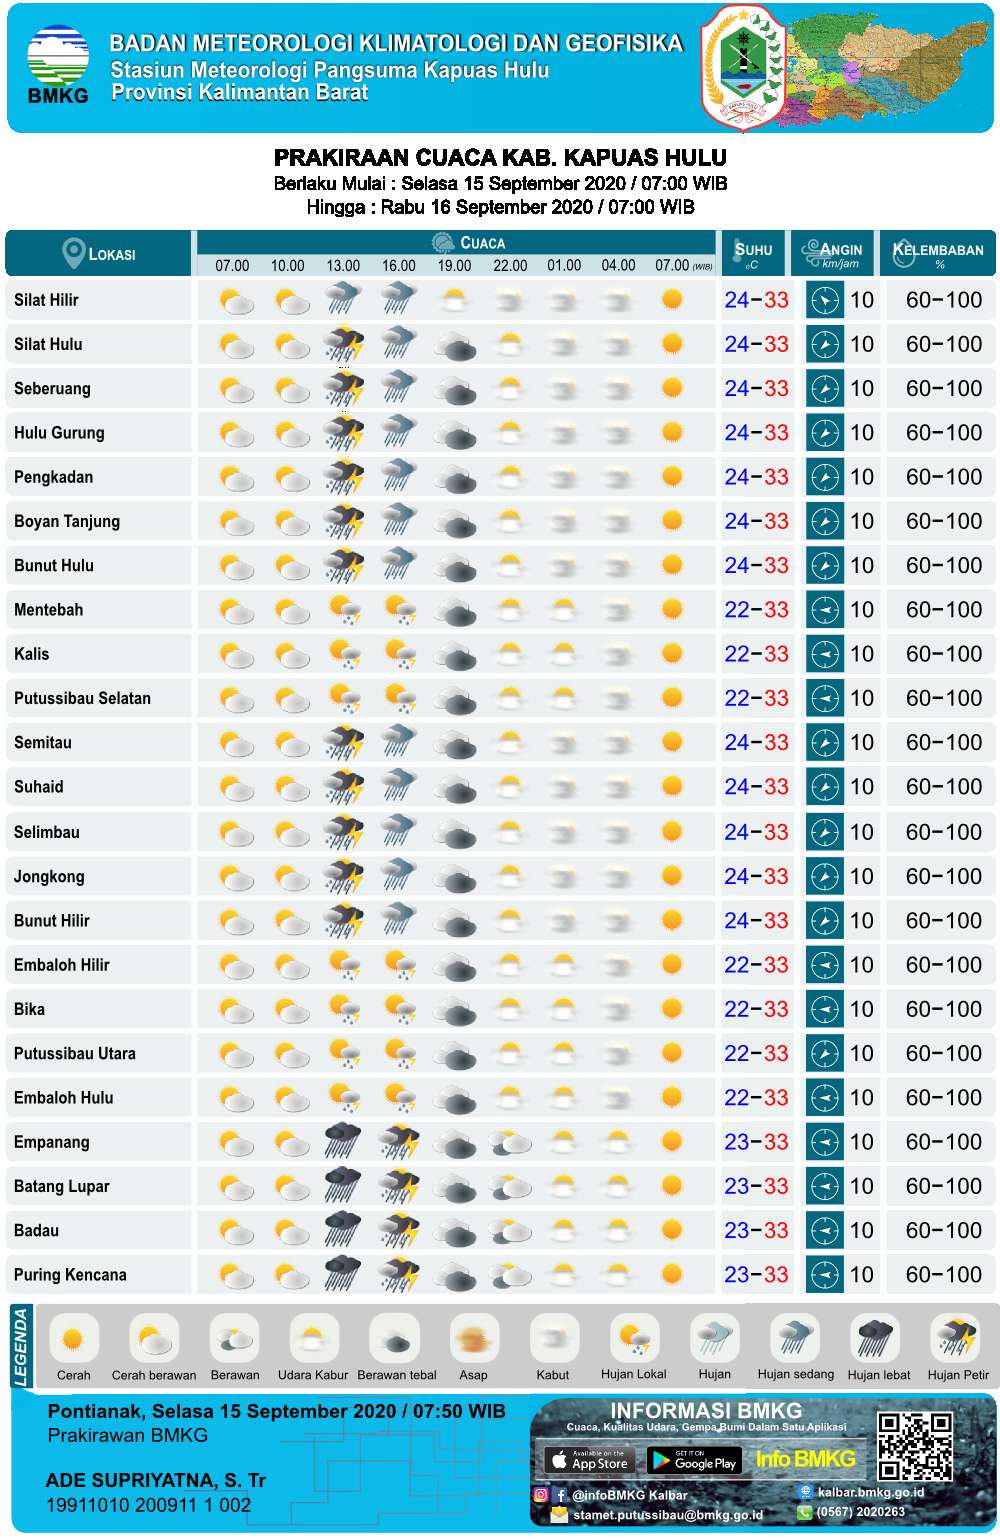 BMKG
BADAN METEOROLOGI KLIMATOLOGI DAN GEOFISIKA
Stasiun Meteorologi Pangsuma Kapuas Hulu
Provinsi Kalimantan Barat
KAPUAS HULU
PRAKIRAAN CUACA KAB. KAPUAS HULU
Berlaku Mulai : Selasa 15 September 2020 / 07:00 WIB
Hingga : Rabu 16 September 2020 / 07:00 WIB
LOKASI CUACA SUHU ANGIN KELEMBABAN
07.00 10.00 13.00 16.00 19.00 22.00 01.00 04.00 07.00 (WIB) °C km/jam %
Silat Hilir 24-33 10 60-100
Silat Hulu 24-33 10 60-100
Seberuang 24-33 10 60-100
Hulu Gurung 24-33 10 60-100
Pengkadan 24-33 10 60-100
Boyan Tanjung 24-33 10 60-100
Bunut Hulu 24-33 10 60-100
Mentebah 22-33 10 60-100
Kalis 22-33 10 60-100
Putussibau Selatan 22-33 10 60-100
Semitau 24-33 10 60-100
Suhaid 24-33 10 60-100
Selimbau 24-33 10 60-100
Jongkong 24-33 10 60-100
Bunut Hilir 24-33 10 60-100
Embaloh Hilir 22-33 10 60-100
Bika 22-33 10 60-100
Putussibau Utara 22-33 10 60-100
Embaloh Hulu 22-33 10 60-100
Empanang 23-33 10 60-100
Batang Lupar 23-33 10 60-100
Badau 23-33 10 60-100
Puring Kencana 23-33 10 60-100
LEGENDA
Cerah Cerah berawan Berawan Udara Kabur Berawan tebal Asap Kabut Hujan Lokal Hujan Hujan sedang Hujan lebat Hujan Petir
Pontianak, Selasa 15 September 2020 / 07:50 WIB
Prakirawan BMKG
ADE SUPRIYATNA, S. Tr
19911010 200911 1 002
INFORMASI BMKG
Cuaca, Kualitas Udara, Gempa Bumi Dalam Satu Aplikasi
Available on the App Store
GET IT ON Google Play
Info BMKG
@infoBMKG Kalbar
kalbar.bmkg.go.id
stamet.putussibau@bmkg.go.id
(0567) 2020263